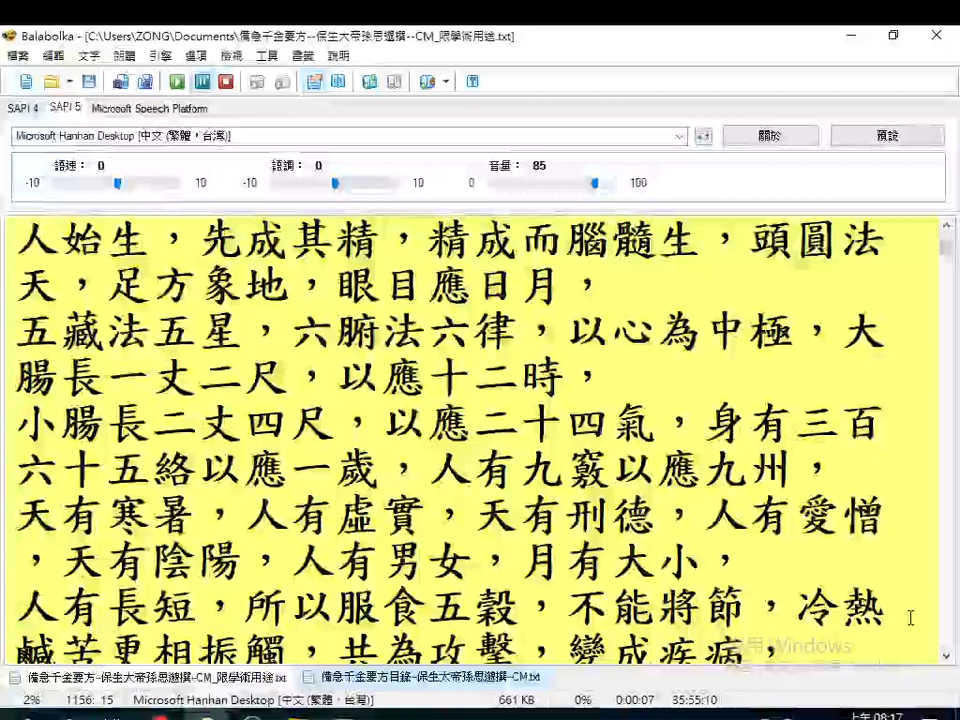 Balabolka - [C:\Users\ZONG\Documents\備急千金要方--保生大帝孫思邈撰--CM_限學術用途.txt]
檔案 編輯 文字 閱讀 引擎 選項 檢視 工具 書籤 說明
SAPI 4 SAPI 5 Microsoft Speech Platform
Microsoft Hanhan Desktop [中文 (繁體，台灣)] 關於 預設
語速： 0 語調： 0 音量： 85
-10 10 -10 10 0 100
人始生，先成其精，精成而腦髓生，頭圓法
天，足方象地，眼目應日月，
五藏法五星，六腑法六律，以心為中極，大
腸長一丈二尺，以應十二時，
小腸長二丈四尺，以應二十四氣，身有三百
六十五絡以應一歲，人有九竅以應九州，
天有寒暑，人有虛實，天有刑德，人有愛憎
，天有陰陽，人有男女，月有大小，
人有長短，所以服食五穀，不能將節，冷熱
鹹苦更相振觸，共為攻擊，變成疾病，
啟用 Windows
備急千金要方--保生大帝孫思邈撰--CM_限學術用途.txt 備急千金要方目錄--保生大帝孫思邈撰--CM.txt
2% 1156: 15 Microsoft Hanhan Desktop [中文 (繁體，台灣)] 661 KB 0% 0:00:07 35:55:10
上午 08:17